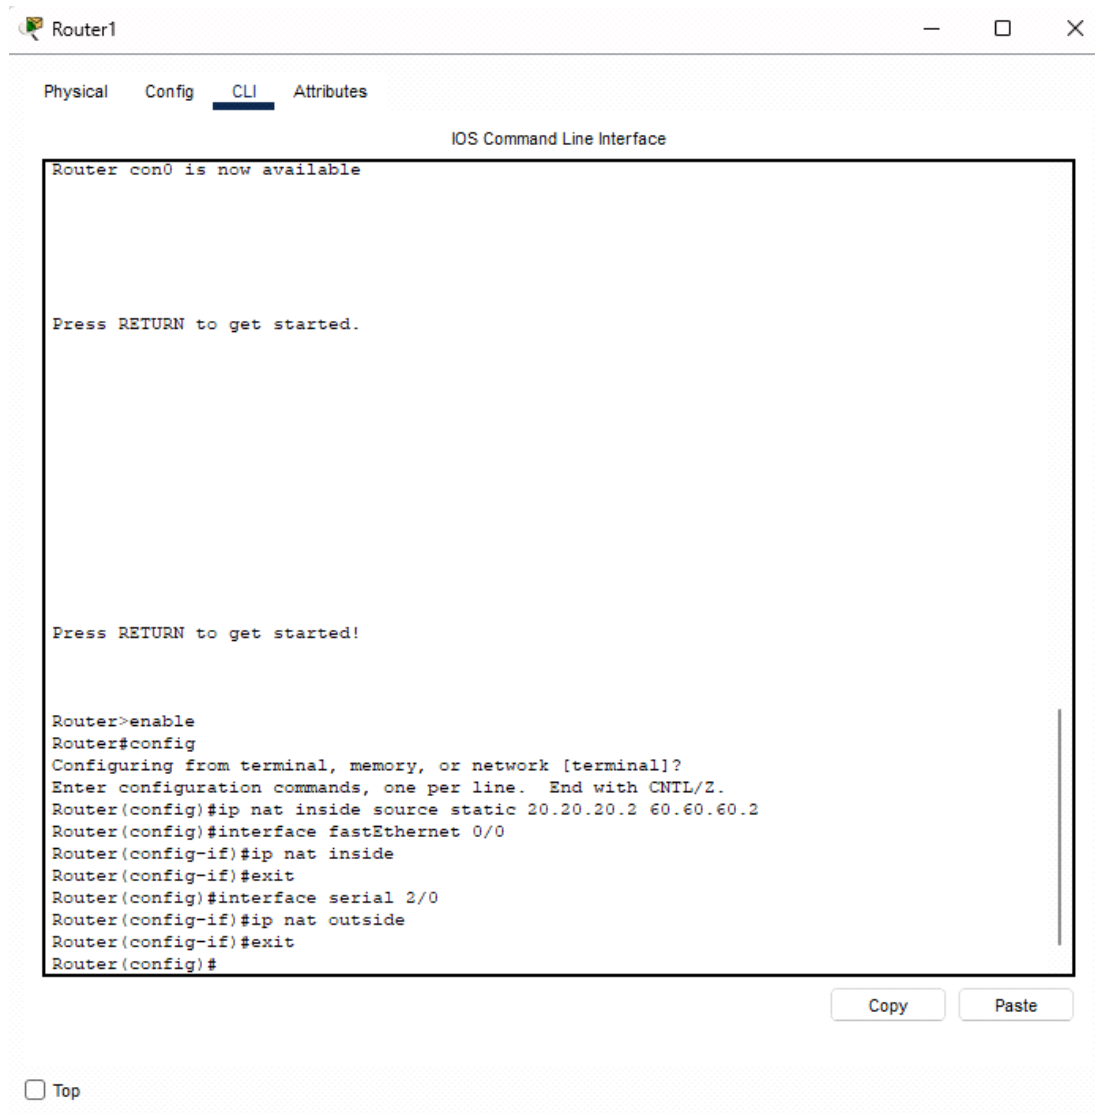 Router1
Physical Config CLI Attributes
IOS Command Line Interface
Router con0 is now available
Press RETURN to get started.
Press RETURN to get started!
Router>enable
Router#config
Configuring from terminal, memory, or network [terminal]?
Enter configuration commands, one per line.  End with CNTL/Z.
Router(config)#ip nat inside source static 20.20.20.2 60.60.60.2
Router(config)#interface fastEthernet 0/0
Router(config-if)#ip nat inside
Router(config-if)#exit
Router(config)#interface serial 2/0
Router(config-if)#ip nat outside
Router(config-if)#exit
Router(config)#
Copy Paste
Top